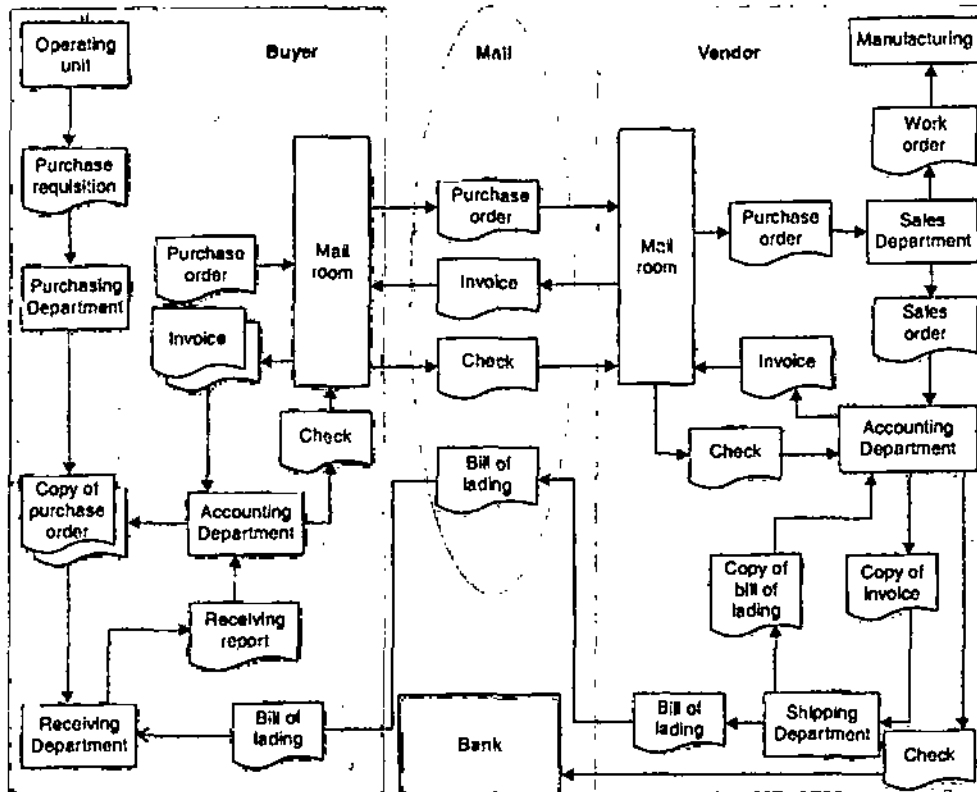 Operating
unit
Buyer
Mail
Vendor
Manufacturing
Work
order
Purchase
requisition
Purchase
order
Purchase
order
Sales
Department
Mail
room
Mail
room
Purchase
order
Purchasing
Department
Invoice
Sales
order
Invoice
Check
Invoice
Check
Accounting
Department
Check
Bill of
lading
Copy of
purchase
order
Accounting
Department
Copy of
bill of
lading
Copy of
invoice
Receiving
report
Receiving
Department
Bill of
lading
Bank
Bill of
lading
Shipping
Department
Check